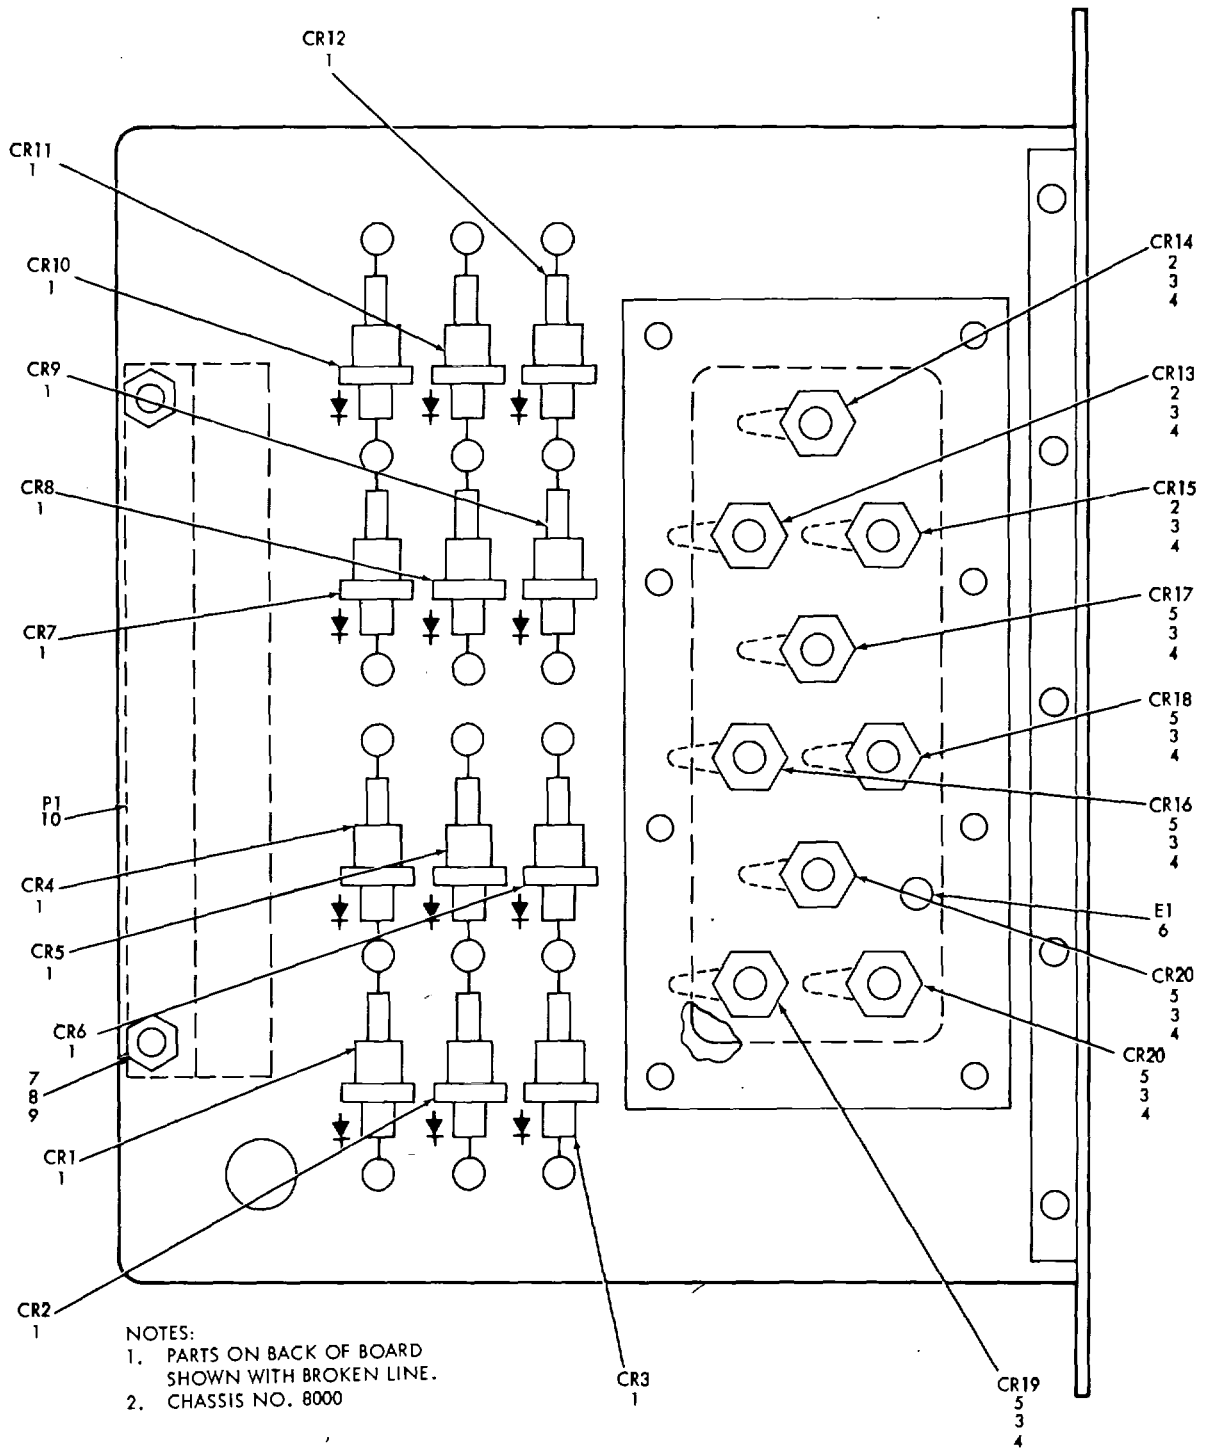 CR12
1
CR11
1
CR10
1
CR9
1
CR8
1
CR7
1
P1
10
CR4
1
CR5
1
CR6
1
7
8
9
CR1
1
CR2
1
CR14
2
3
4
CR13
2
3
4
CR15
2
3
4
CR17
5
3
4
CR18
5
3
4
CR16
5
3
4
E1
6
CR20
5
3
4
CR20
5
3
4
CR19
5
3
4
CR3
1
NOTES:
1. PARTS ON BACK OF BOARD
SHOWN WITH BROKEN LINE.
2. CHASSIS NO. 8000